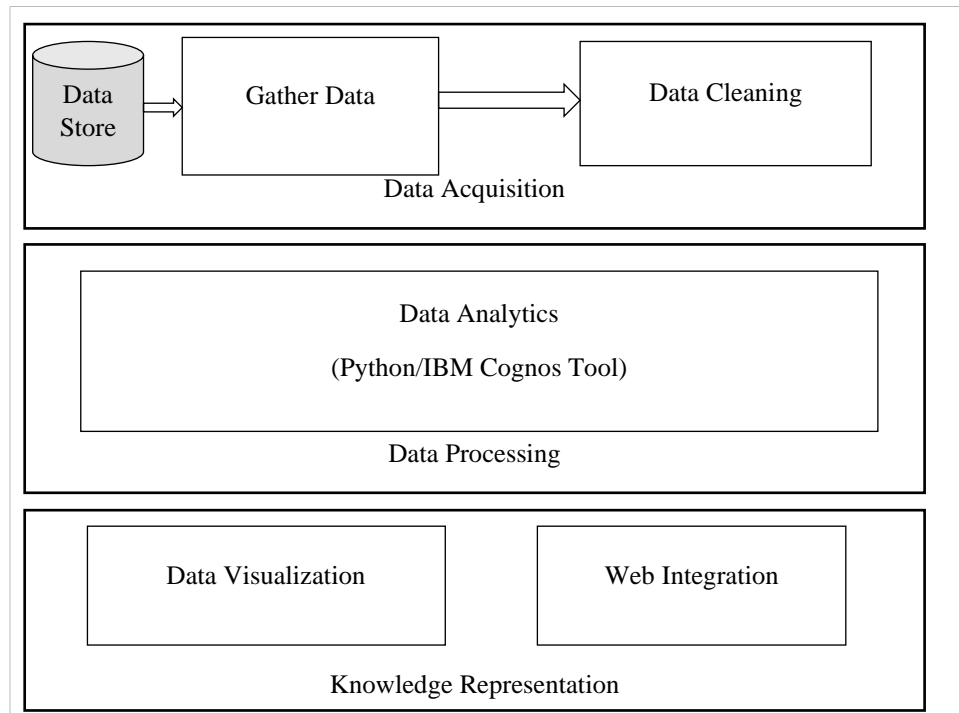 Data
Store
Gather Data
Data Cleaning
Data Acquisition
Data Analytics
(Python/IBM Cognos Tool)
Data Processing
Data Visualization
Web Integration
Knowledge Representation